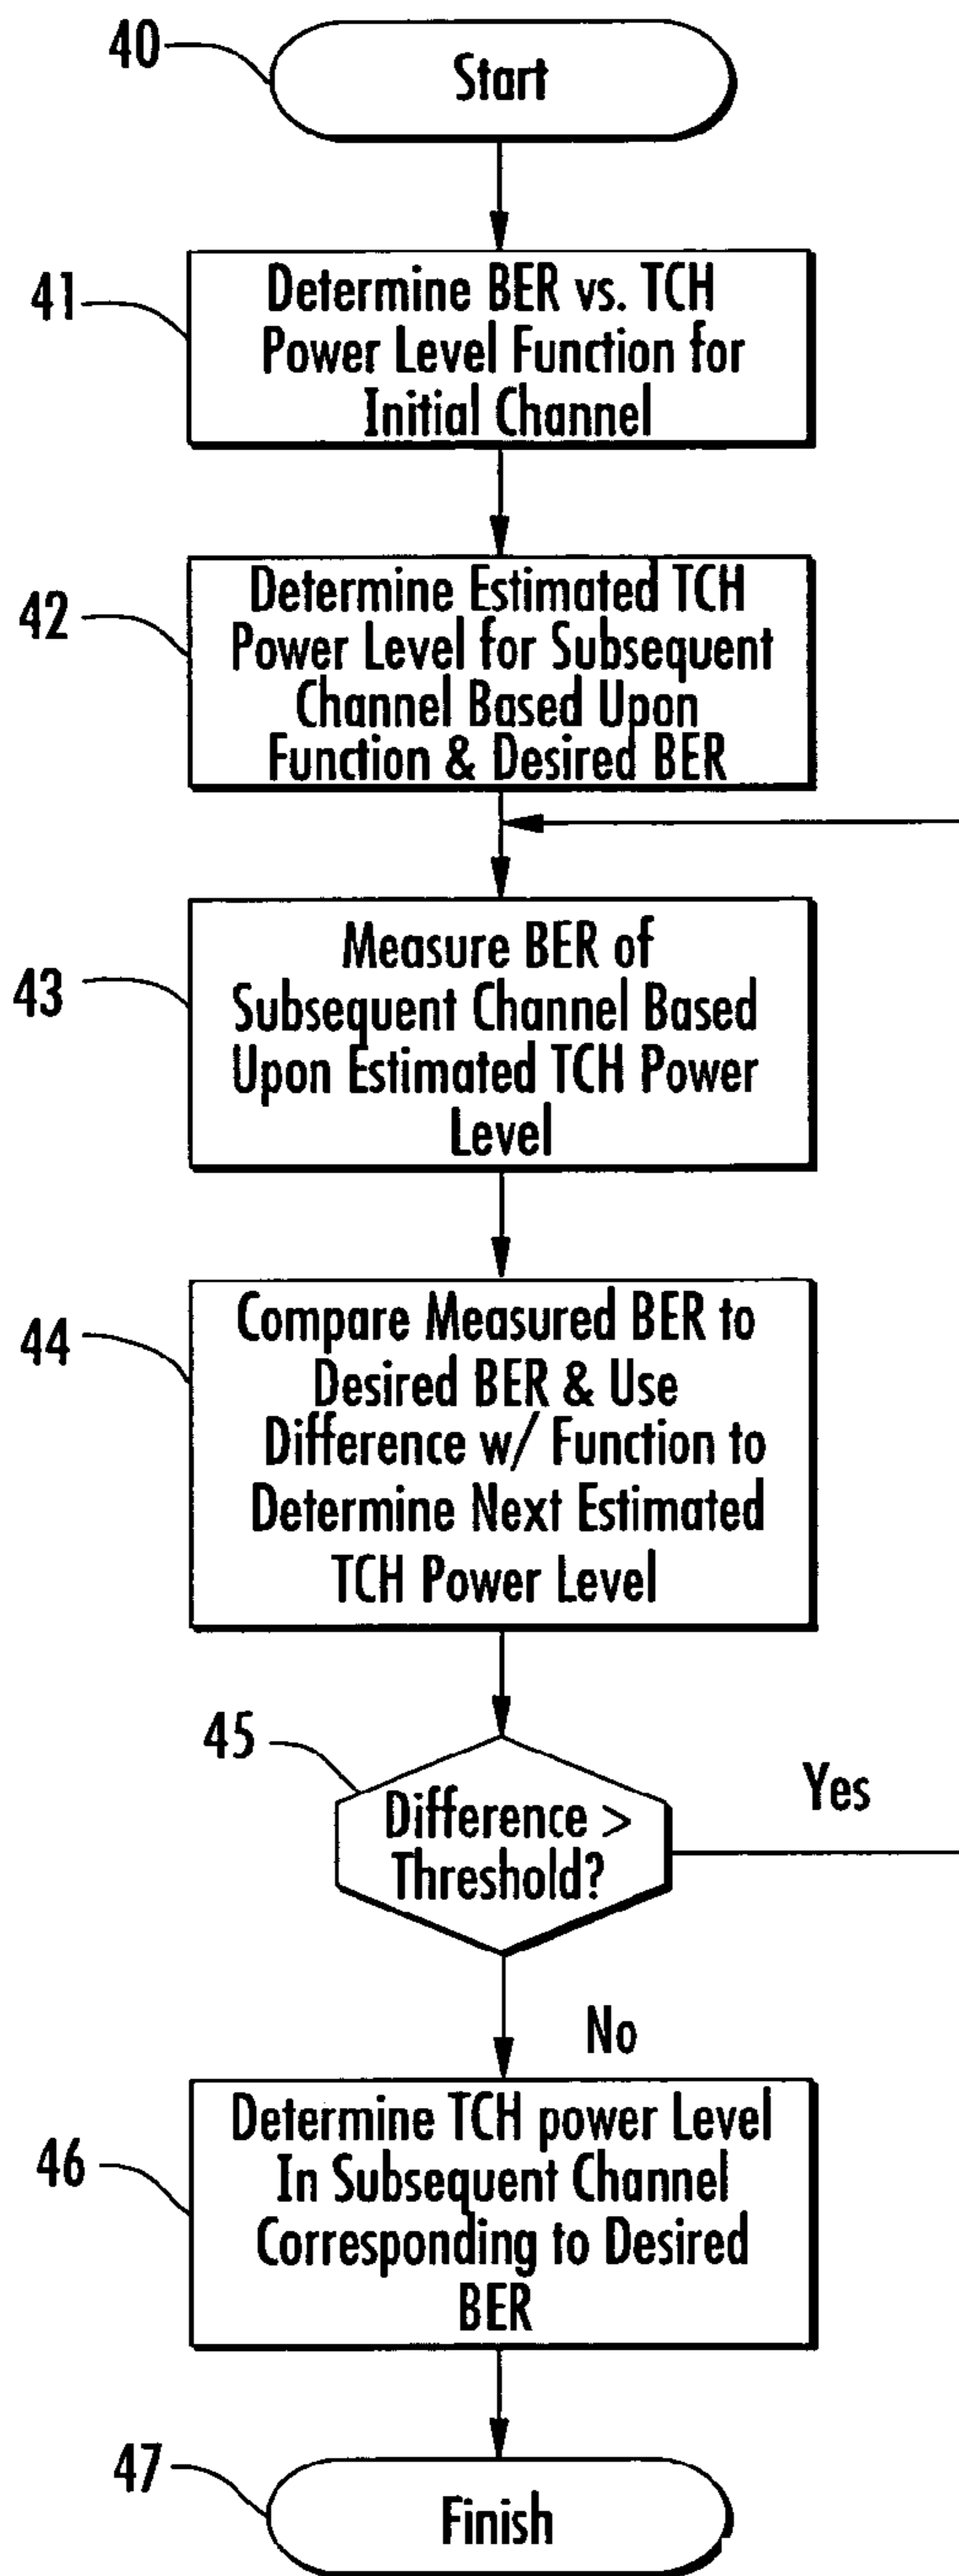 40
Start
41
Determine BER vs. TCH
Power Level Function for
Initial Channel
42
Determine Estimated TCH
Power Level for Subsequent
Channel Based Upon
Function & Desired BER
43
Measure BER of
Subsequent Channel Based
Upon Estimated TCH Power
Level
44
Compare Measured BER to
Desired BER & Use
Difference w/ Function to
Determine Next Estimated
TCH Power Level
45
Difference >
Threshold?
Yes
No
46
Determine TCH power Level
In Subsequent Channel
Corresponding to Desired
BER
47
Finish